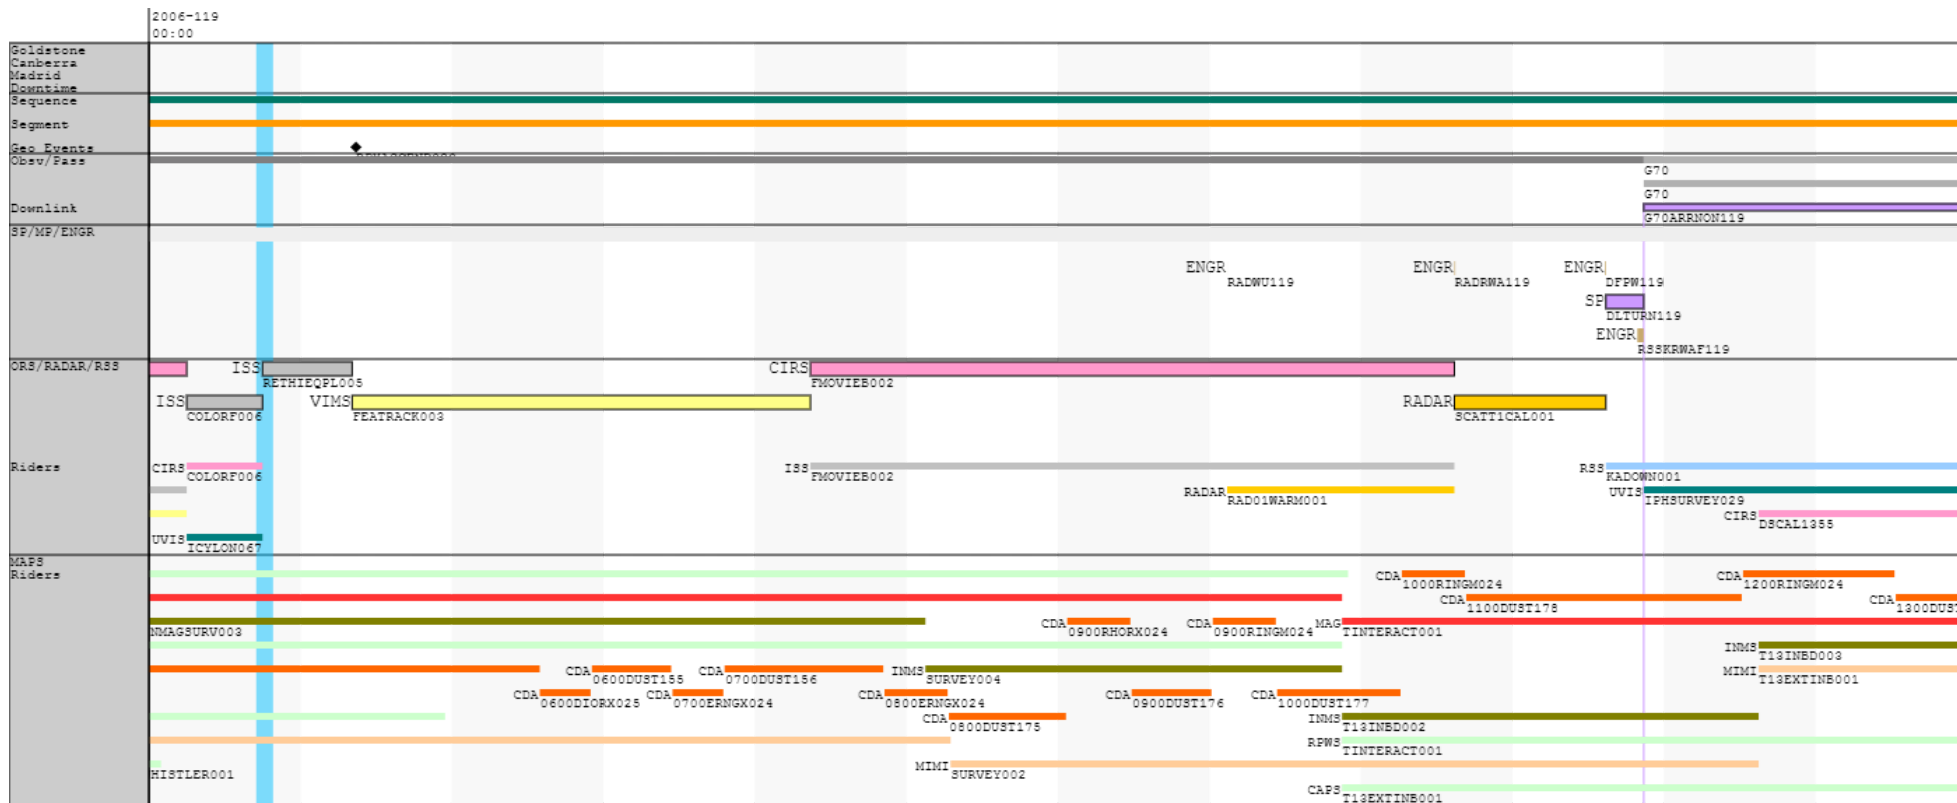 2006-119
00:00
Goldstone
Canberra
Madrid
Downtime
Sequence
Segment
Geo Events
Obsv/Pass
G70
G70
Downlink
G70ARRNON119
SP/MP/ENGR
ENGR RADWU119
ENGR RADRWA119
ENGR DFPW119
SP DLTURN119
ENGR RSSKRWAF119
ORS/RADAR/RSS
ISS RETHIEQPL005
CIRS FMOVIEB002
ISS COLORF006
VIMS FEATRACK003
RADAR SCATT1CAL001
Riders
CIRS COLORF006
ISS FMOVIEB002
RSS KADOWN001
RADAR RAD01WARM001
UVIS IPHSURVEY029
CIRS DSCAL1355
UVIS ICYLON067
MAPS
Riders
CDA 1000RINGM024
CDA 1200RINGM024
CDA 1100DUST178
CDA 1300DUST
NMAGSURV003
CDA 0900RHORX024
CDA 0900RINGM024
MAG TINTERACT001
INMS T13INBD003
CDA 0600DUST155
CDA 0700DUST156
INMS SURVEY004
MIMI T13EXTINB001
CDA 0600DIORX025
CDA 0700ERNGX024
CDA 0800ERNGX024
CDA 0900DUST176
CDA 1000DUST177
CDA 0800DUST175
INMS T13INBD002
RPWS TINTERACT001
HISTLER001
MIMI SURVEY002
CAPS T13EXTINB001